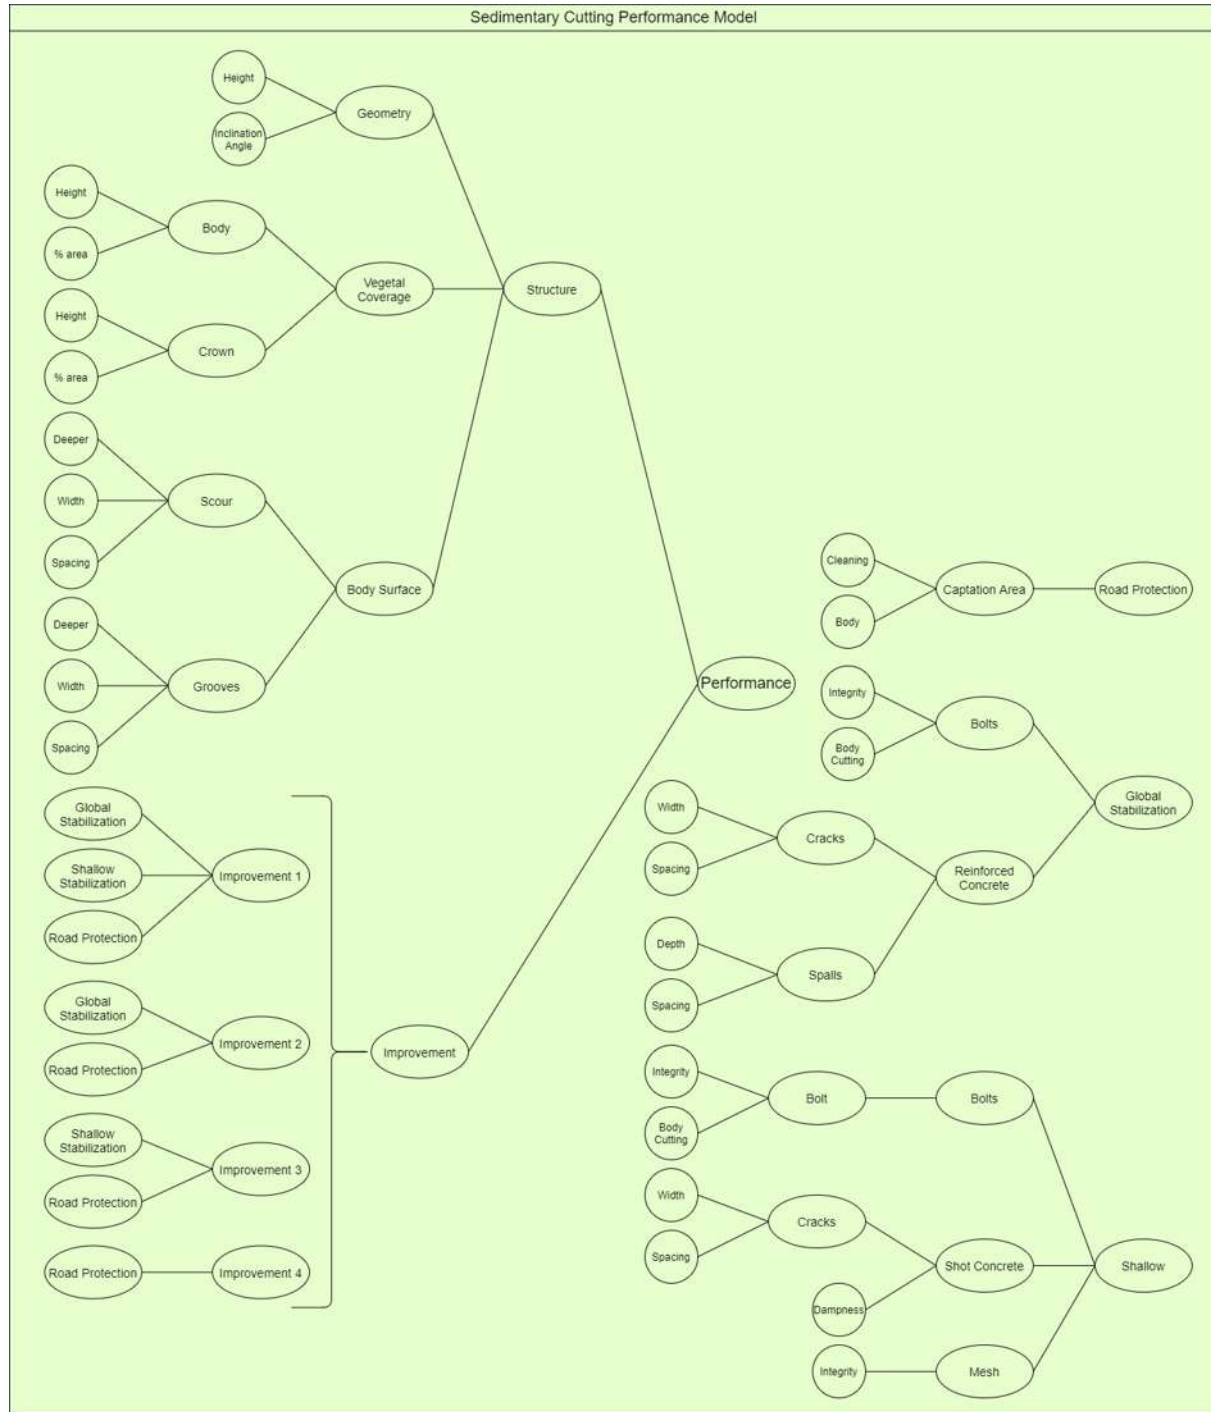 Sedimentary Cutting Performance Model
Height
Geometry
Inclination
Angle
Height
Body
% area
Vegetal
Coverage
Structure
Height
Crown
% area
Deeper
Width
Scour
Spacing
Body Surface
Deeper
Width
Grooves
Spacing
Performance
Cleaning
Captation Area
Road Protection
Body
Integrity
Bolts
Body
Cutting
Global
Stabilization
Width
Cracks
Spacing
Reinforced
Concrete
Depth
Spalls
Spacing
Global
Stabilization
Shallow
Stabilization
Improvement 1
Road Protection
Global
Stabilization
Improvement 2
Road Protection
Improvement
Shallow
Stabilization
Improvement 3
Road Protection
Road Protection
Improvement 4
Integrity
Bolt
Bolts
Body
Cutting
Width
Cracks
Spacing
Shot Concrete
Shallow
Dampness
Integrity
Mesh